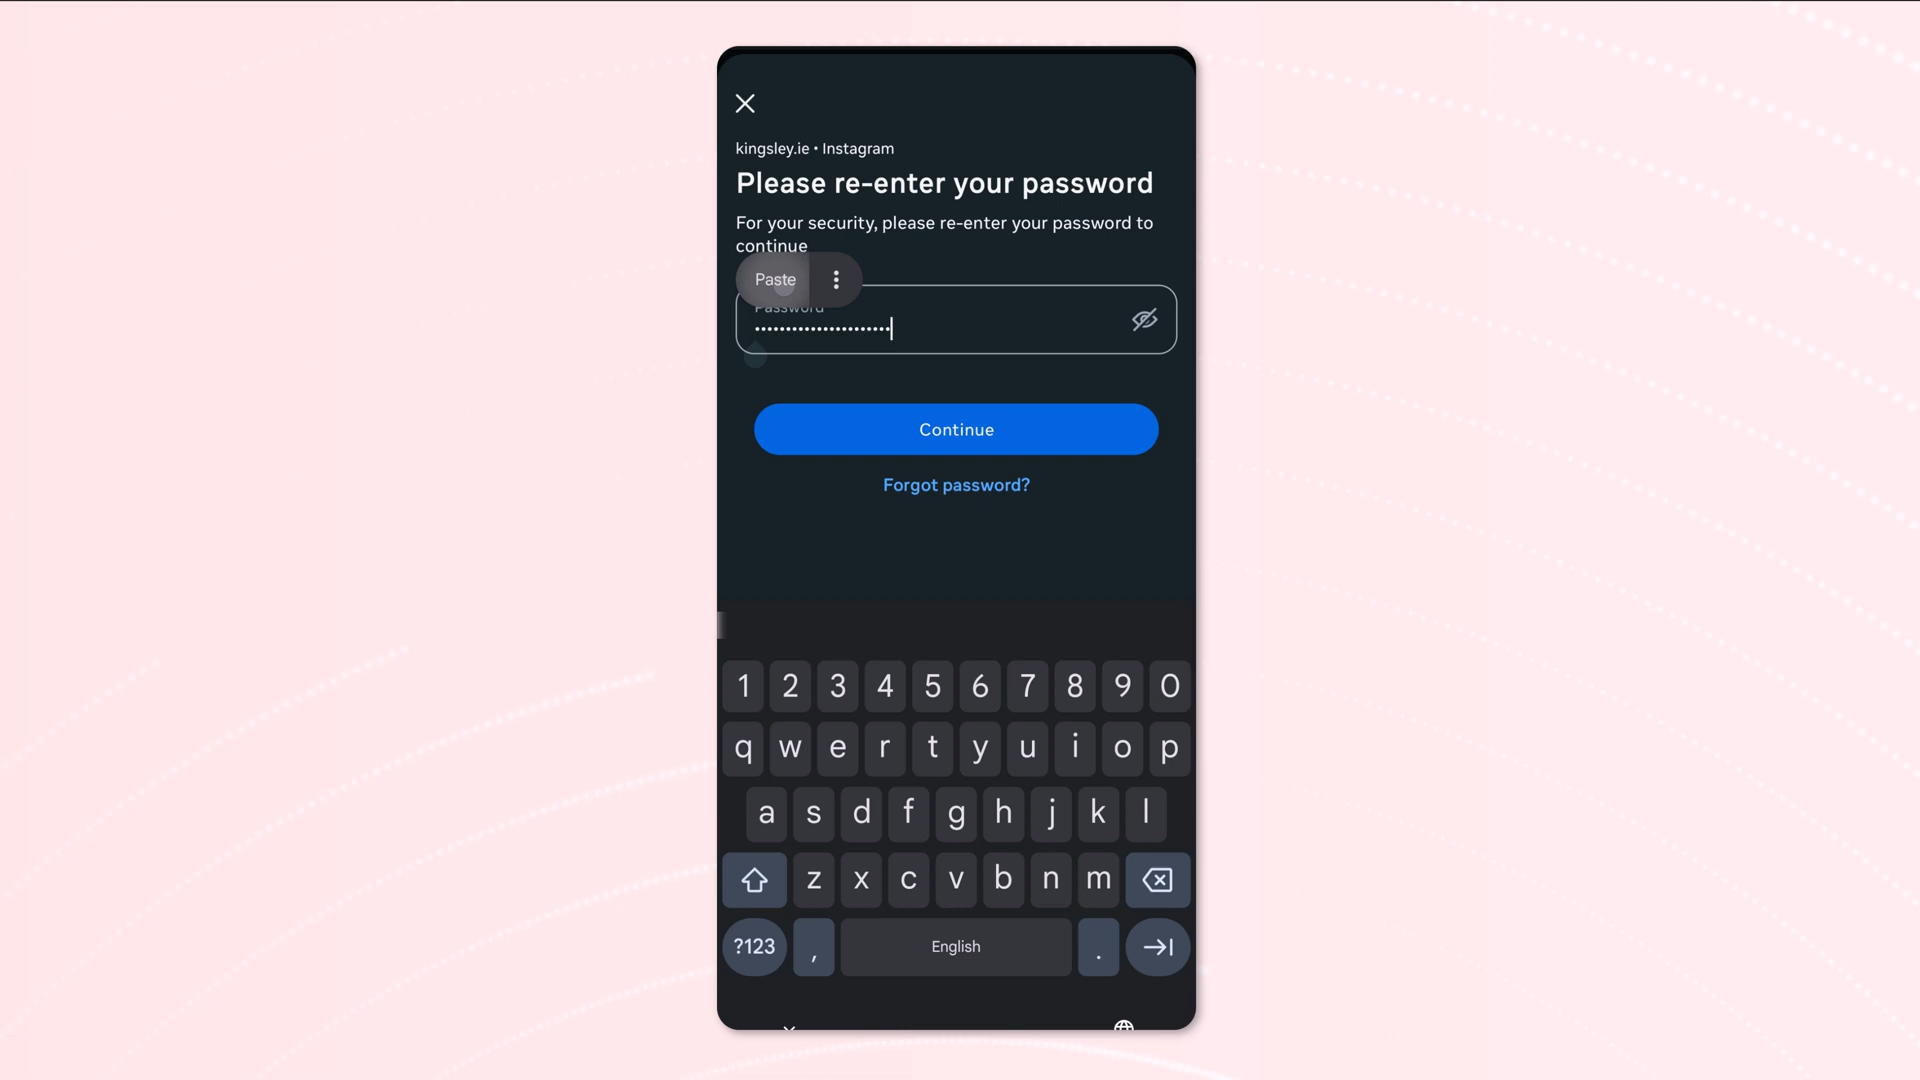 kingsley.ie • Instagram
Please re-enter your password
For your security, please re-enter your password to
continue
Paste
Password
Continue
Forgot password?
1 2 3 4 5 6 7 8 9 0
q w e r t y u i o p
a s d f g h j k l
z x c v b n m
?123 , English .